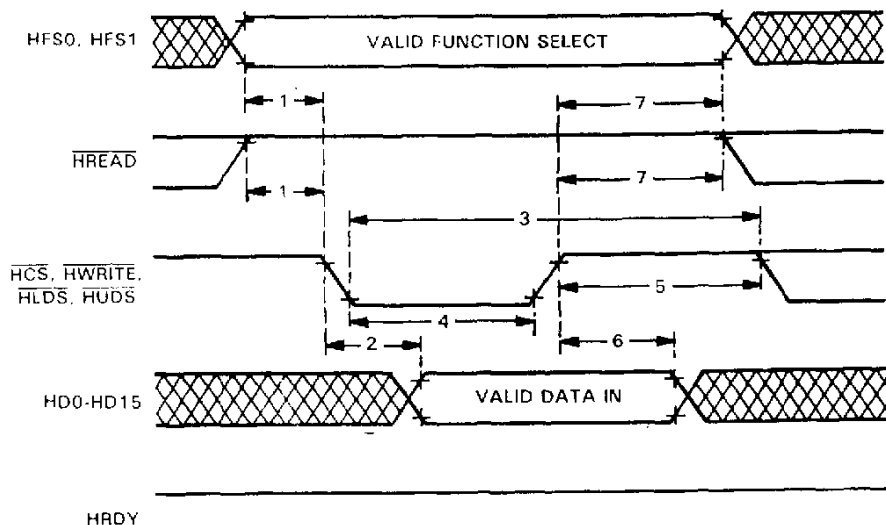 HFS0, HFS1
VALID FUNCTION SELECT
1
7
HREAD
1
7
3
HCS, HWRITE,
HLDS, HUDS
5
4
2
6
HD0-HD15
VALID DATA IN
HRDY